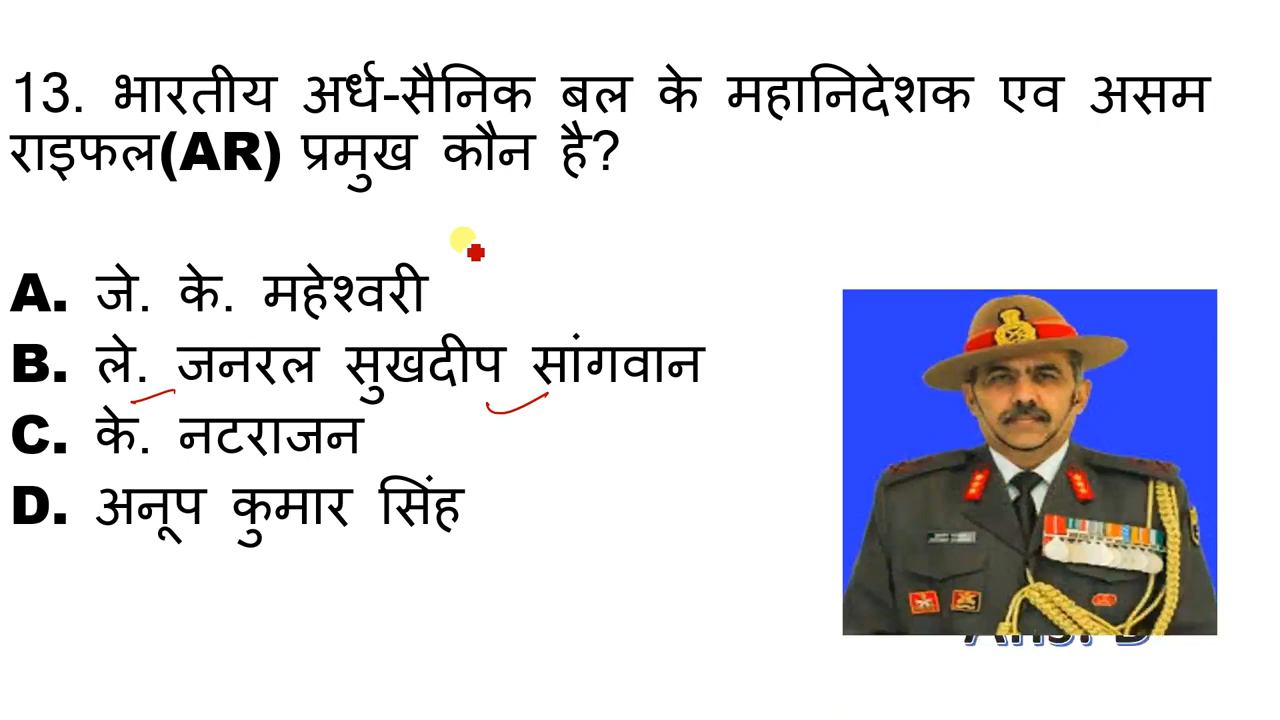 13. भारतीय अर्ध-सैनिक बल के महानिदेशक एव असम
राइफल(AR) प्रमुख कौन है?
A. जे. के. महेश्वरी
B. ले. जनरल सुखदीप सांगवान
C. के. नटराजन
D. अनूप कुमार सिंह